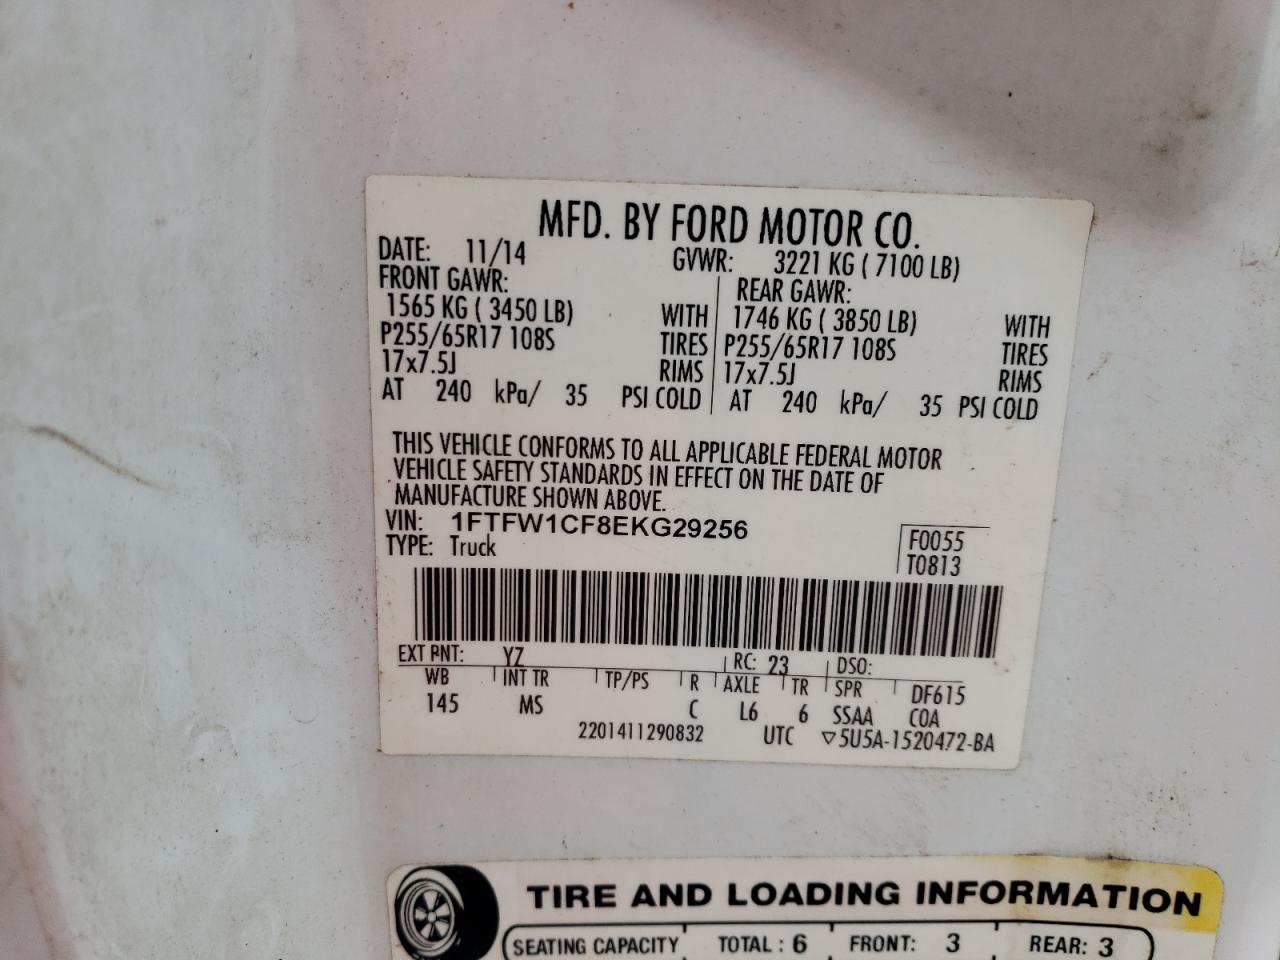 MFD. BY FORD MOTOR CO.
DATE: 11/14 GVWR: 3221 KG ( 7100 LB)
FRONT GAWR: REAR GAWR:
1565 KG ( 3450 LB) WITH 1746 KG ( 3850 LB) WITH
P255/65R17 108S TIRES P255/65R17 108S TIRES
17x7.5J RIMS 17x7.5J RIMS
AT 240 kPa/ 35 PSI COLD AT 240 kPa/ 35 PSI COLD
THIS VEHICLE CONFORMS TO ALL APPLICABLE FEDERAL MOTOR
VEHICLE SAFETY STANDARDS IN EFFECT ON THE DATE OF
MANUFACTURE SHOWN ABOVE.
VIN: 1FTFW1CF8EKG29256
TYPE: Truck
F0055
T0813
EXT PNT: YZ RC: 23 DSO:
WB INT TR TP/PS R AXLE TR SPR DF615
145 MS C L6 6 SSAA COA
2201411290832 UTC ▽5U5A-1520472-BA
TIRE AND LOADING INFORMATION
SEATING CAPACITY TOTAL : 6 FRONT: 3 REAR: 3